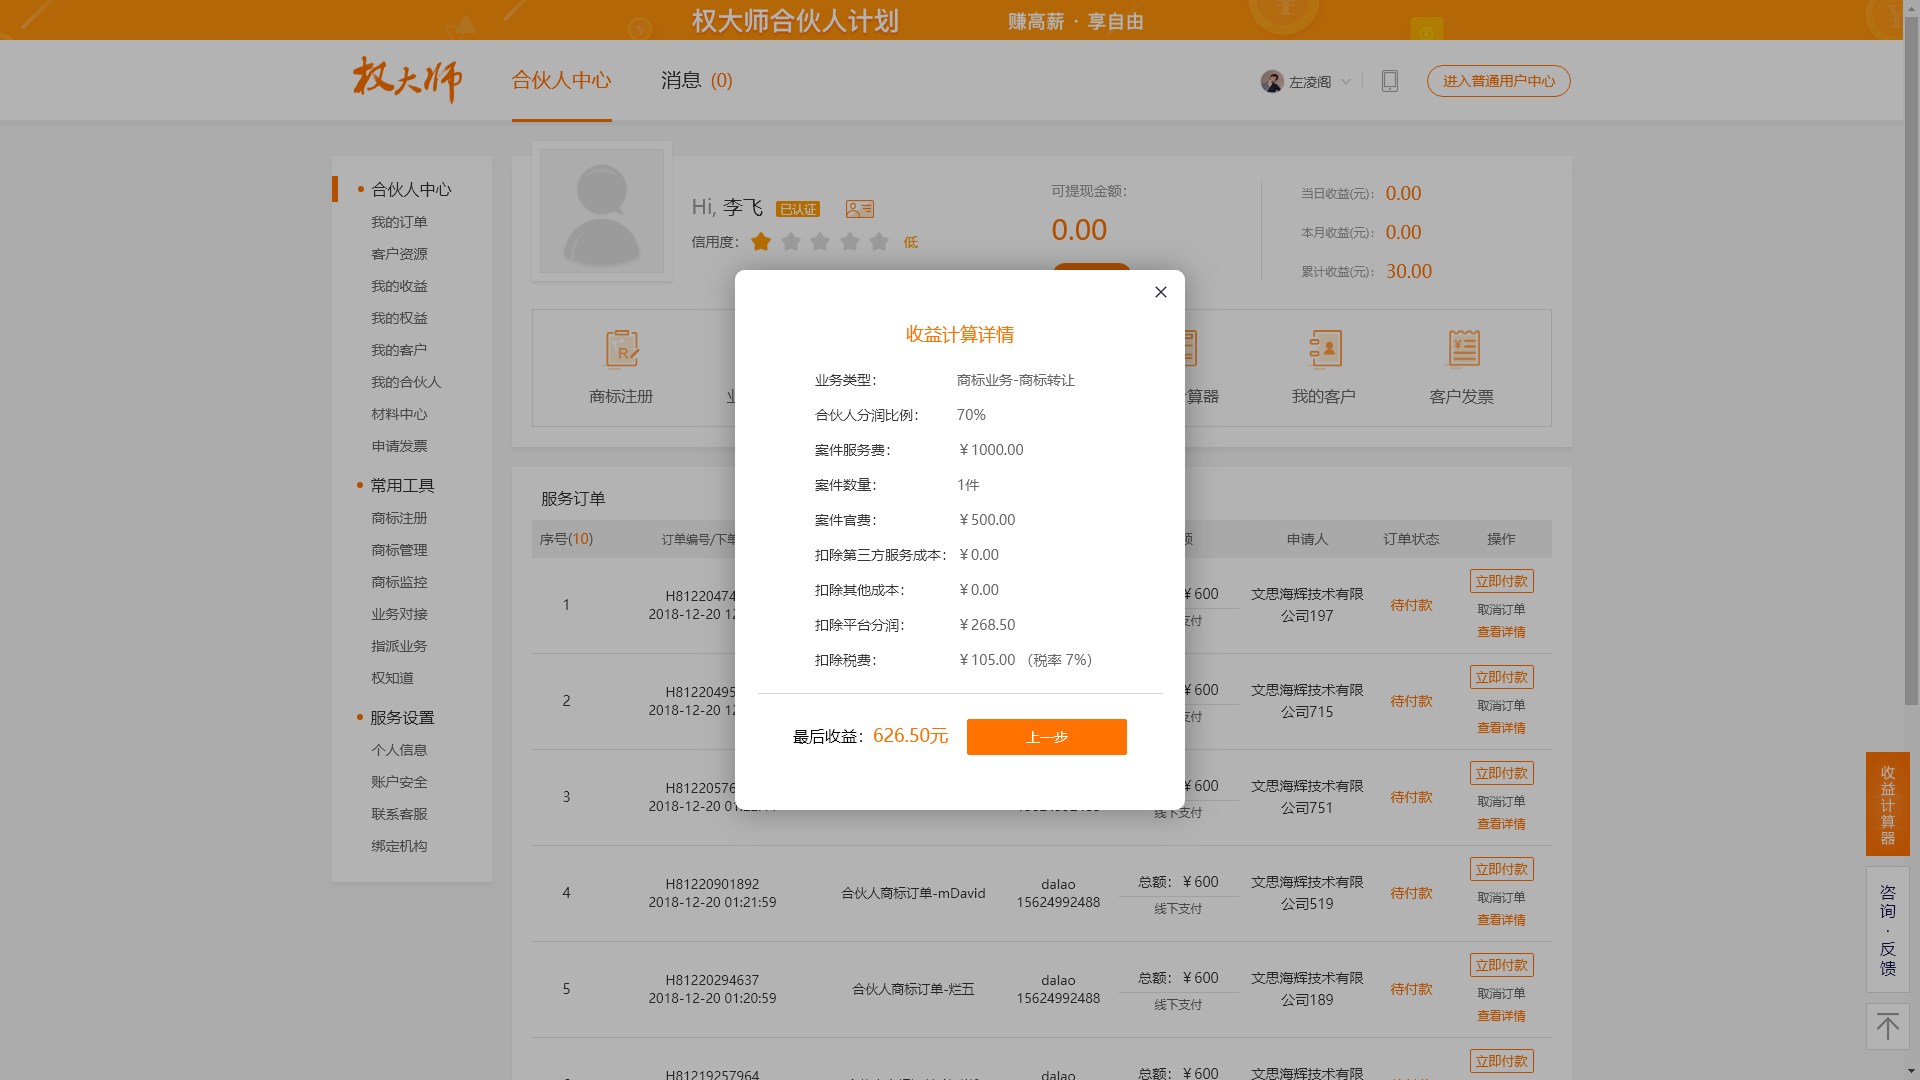 权大师合伙人计划 赚高薪 · 享自由
权大师
合伙人中心
消息 (0)
左凌阁
进入普通用户中心
合伙人中心
我的订单
客户资源
我的收益
我的权益
我的客户
我的合伙人
材料中心
申请发票
常用工具
商标注册
商标管理
商标监控
业务对接
指派业务
权知道
服务设置
个人信息
账户安全
联系客服
绑定机构
Hi, 李飞 已认证
信用度： 低
可提现金额：
0.00
当日收益(元)： 0.00
本月收益(元)： 0.00
累计收益(元)： 30.00
商标注册
算器
我的客户
客户发票
收益计算详情
业务类型： 商标业务-商标转让
合伙人分润比例： 70%
案件服务费： ￥1000.00
案件数量： 1件
案件官费： ￥500.00
扣除第三方服务成本： ￥0.00
扣除其他成本： ￥0.00
扣除平台分润： ￥268.50
扣除税费： ￥105.00 （税率 7%）
最后收益：626.50元
上一步
服务订单
序号(10) 订单编号/下单 申请人 订单状态 操作
1
H81220474
2018-12-20 12
￥600
支付
文思海辉技术有限
公司197
待付款
立即付款
取消订单
查看详情
2
H81220495
2018-12-20 12
￥600
支付
文思海辉技术有限
公司715
待付款
立即付款
取消订单
查看详情
3
H81220576
2018-12-20 01
￥600
线下支付
文思海辉技术有限
公司751
待付款
立即付款
取消订单
查看详情
4
H81220901892
2018-12-20 01:21:59
合伙人商标订单-mDavid
dalao
15624992488
总额：￥600
线下支付
文思海辉技术有限
公司519
待付款
立即付款
取消订单
查看详情
5
H81220294637
2018-12-20 01:20:59
合伙人商标订单-烂五
dalao
15624992488
总额：￥600
线下支付
文思海辉技术有限
公司189
待付款
立即付款
取消订单
查看详情
H81219257964
dalao
总额：￥600
文思海辉技术有限
立即付款
收益计算器
咨询·反馈